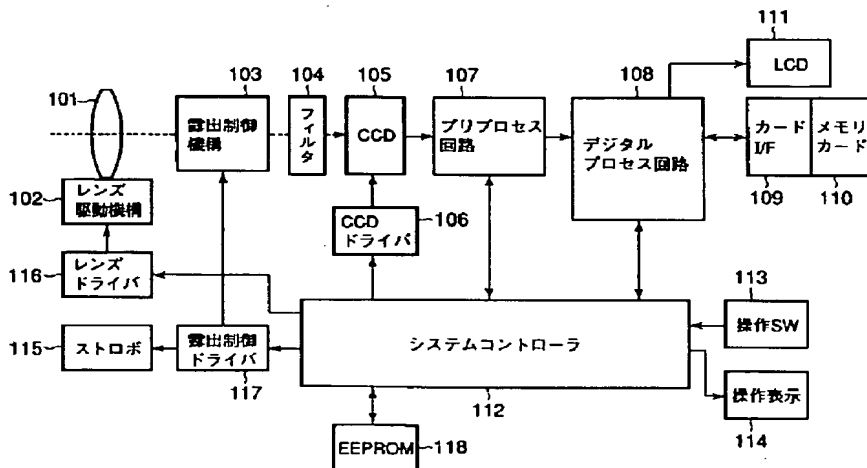 111
LCD
101
103
104
105
107
108
露出制御
機構
フィルタ
CCD
プリプロセス
回路
デジタル
プロセス回路
カード
I/F
メモリ
カード
109
110
102
レンズ
駆動機構
CCD
ドライバ
106
116
レンズ
ドライバ
113
操作SW
115
ストロボ
露出制御
ドライバ
117
システムコントローラ
112
操作表示
114
EEPROM
118